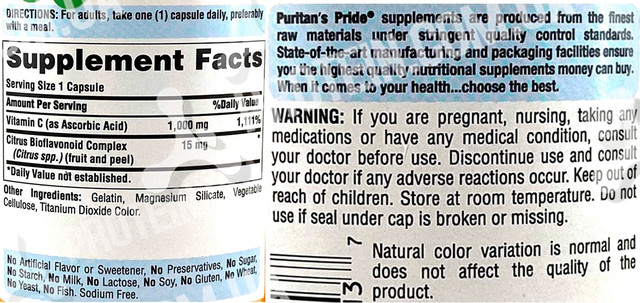 DIRECTIONS: For adults, take one (1) capsule daily, preferably
with a meal.
Supplement Facts
Serving Size 1 Capsule
Amount Per Serving %Daily Value
Vitamin C (as Ascorbic Acid) 1,000 mg 1,111%
Citrus Bioflavonoid Complex 15 mg *
(Citrus spp.) (fruit and peel)
*Daily Value not established.
Other Ingredients: Gelatin, Magnesium Silicate, Vegetable
Cellulose, Titanium Dioxide Color.
No Artificial Flavor or Sweetener, No Preservatives, No Sugar,
No Starch, No Milk, No Lactose, No Soy, No Gluten, No Wheat,
No Yeast, No Fish. Sodium Free.
Puritan's Pride® supplements are produced from the finest
raw materials under stringent quality control standards.
State-of-the-art manufacturing and packaging facilities ensure
you the highest quality nutritional supplements money can buy.
When it comes to your health...choose the best.
WARNING: If you are pregnant, nursing, taking any
medications or have any medical condition, consult
your doctor before use. Discontinue use and consult
your doctor if any adverse reactions occur. Keep out of
reach of children. Store at room temperature. Do not
use if seal under cap is broken or missing.
Natural color variation is normal and
does not affect the quality of the
product.
13 7